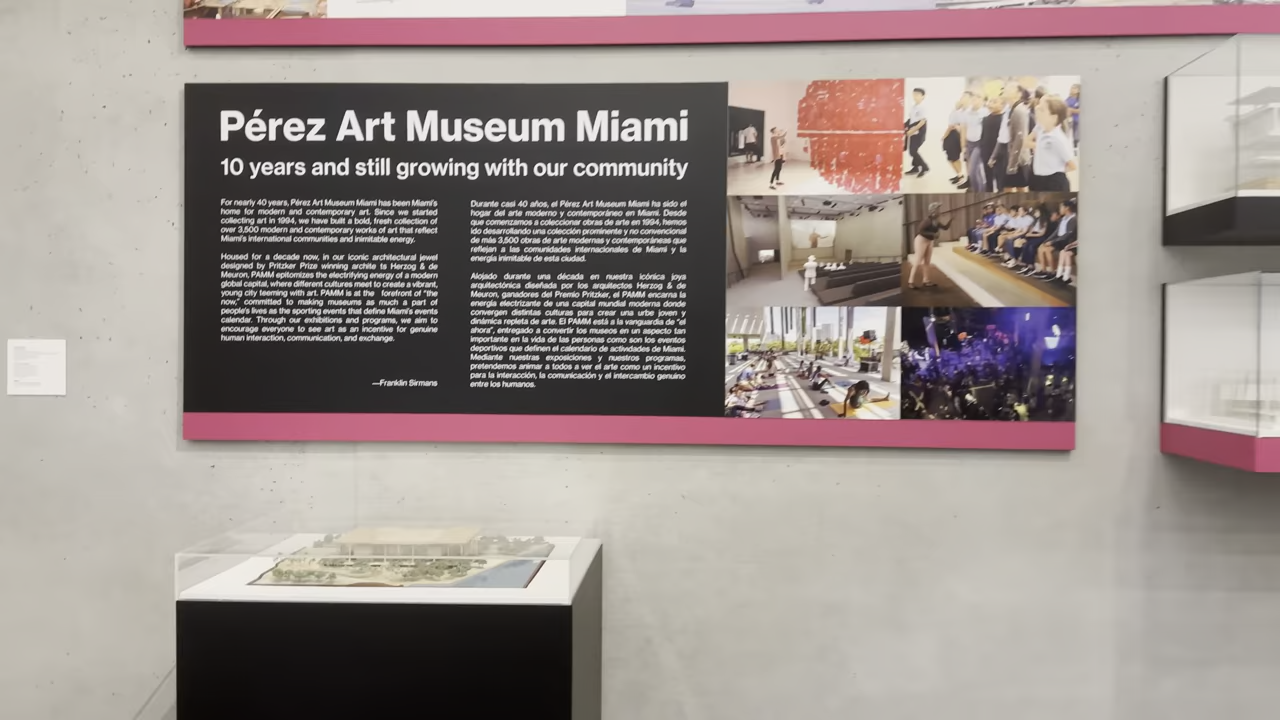 Pérez Art Museum Miami
10 years and still growing with our community
For nearly 40 years, Pérez Art Museum Miami has been Miami's
home for modern and contemporary art. Since we started
collecting art in 1994, we have built a bold, fresh collection of
over 3,500 modern and contemporary works of art that reflect
Miami's international communities and inimitable energy.
Housed for a decade now, in our iconic architectural jewel
designed by Pritzker Prize winning archite ts Herzog & de
Meuron, PAMM epitomizes the electrifying energy of a modern
global capital, where different cultures meet to create a vibrant,
young city teeming with art. PAMM is at the forefront of "the
now," committed to making museums as much a part of
people's lives as the sporting events that define Miami's events
calendar. Through our exhibitions and programs, we aim to
encourage everyone to see art as an incentive for genuine
human interaction, communication, and exchange.
—Franklin Sirmans
Durante casi 40 años, el Pérez Art Museum Miami ha sido el
hogar del arte moderno y contemporáneo en Miami. Desde
que comenzamos a coleccionar obras de arte en 1994, hemos
ido desarrollando una colección prominente y no convencional
de más 3,500 obras de arte modernas y contemporáneas que
reflejan a las comunidades internacionales de Miami y la
energía inimitable de esta ciudad.
Alojado durante una década en nuestra icónica joya
arquitectónica diseñada por los arquitectos Herzog & de
Meuron, ganadores del Premio Pritzker, el PAMM encarna la
energía electrizante de una capital mundial moderna donde
convergen distintas culturas para crear una urbe joven y
dinámica repleta de arte. El PAMM está a la vanguardia de "el
ahora", entregado a convertir los museos en un aspecto tan
importante en la vida de las personas como son los eventos
deportivos que definen el calendario de actividades de Miami.
Mediante nuestras exposiciones y nuestros programas,
pretendemos animar a todos a ver el arte como un incentivo
para la interacción, la comunicación y el intercambio genuino
entre los humanos.